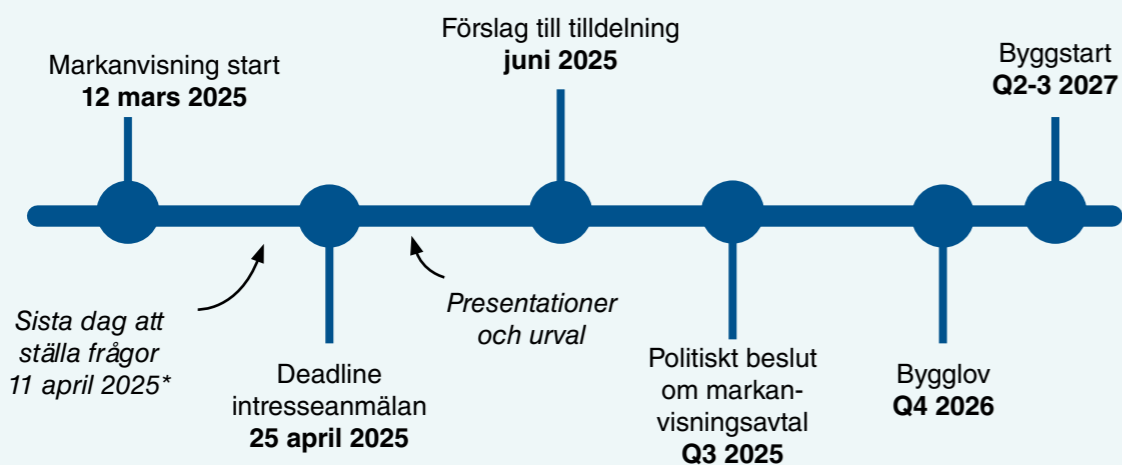 Markanvisning start
12 mars 2025
Sista dag att
ställa frågor
11 april 2025*
Deadline
intresseanmälan
25 april 2025
Presentationer
och urval
Förslag till tilldelning
juni 2025
Politiskt beslut
om markan-
visningsavtal
Q3 2025
Bygglov
Q4 2026
Byggstart
Q2-3 2027